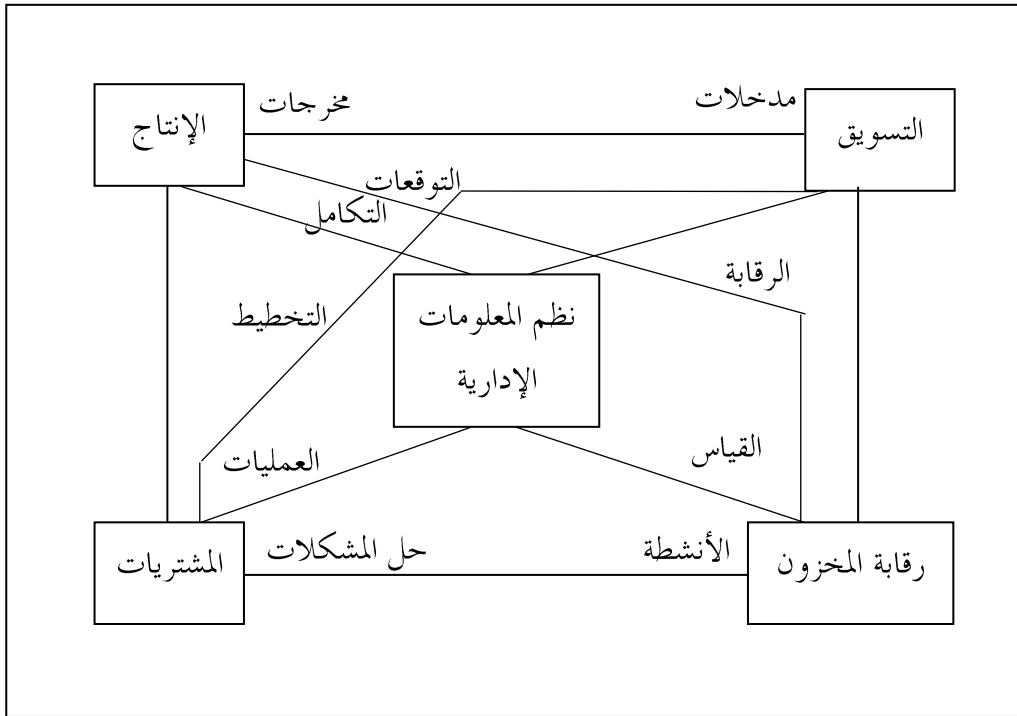 مدخلات
مخرجات
التسويق
الإنتاج
التوقعات
التكامل
الرقابة
نظم المعلومات
الإدارية
التخطيط
القياس
العمليات
الأنشطة
حل المشكلات
رقابة المخزون
المشتريات